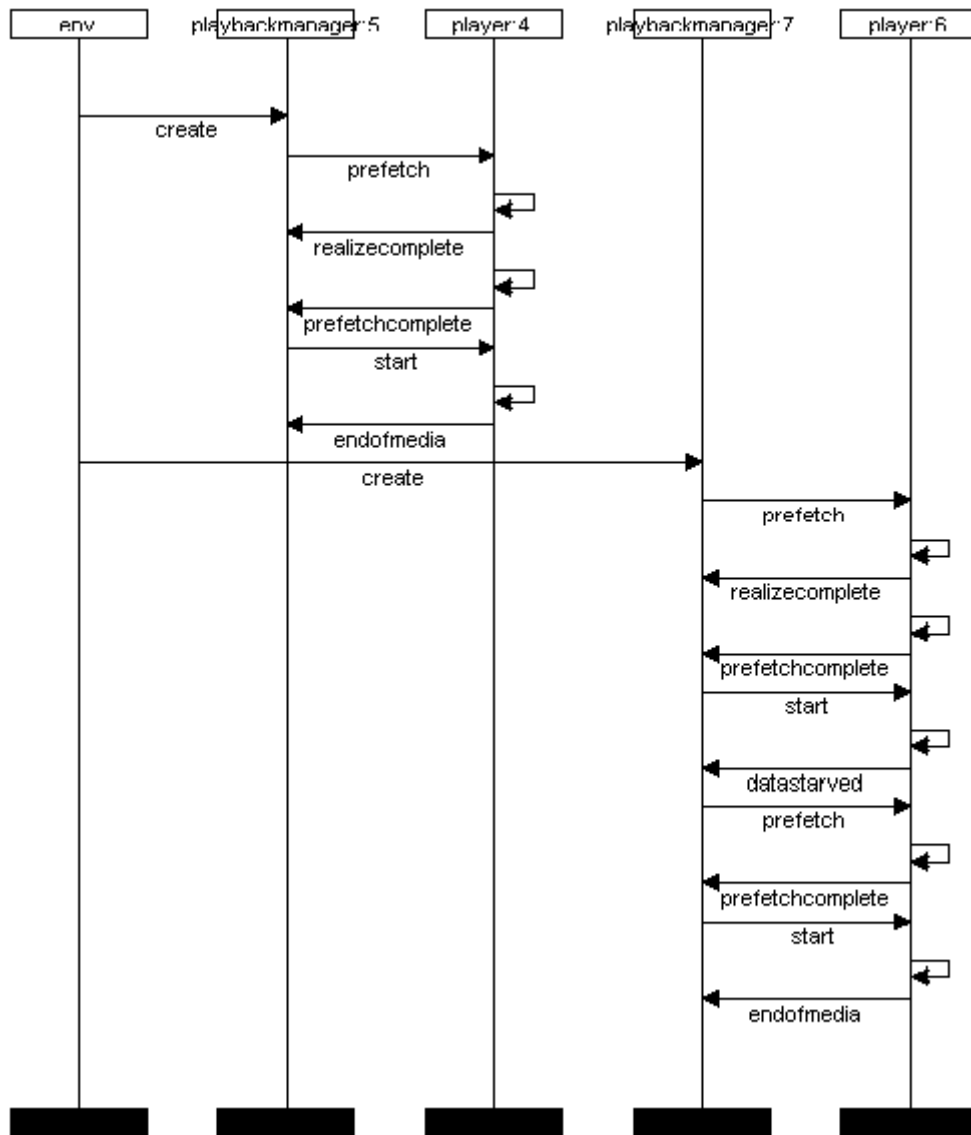 env playbackmanager:5 player:4 playbackmanager:7 player:6
create
prefetch
realizecomplete
prefetchcomplete
start
endofmedia
create
prefetch
realizecomplete
prefetchcomplete
start
datastarved
prefetch
prefetchcomplete
start
endofmedia